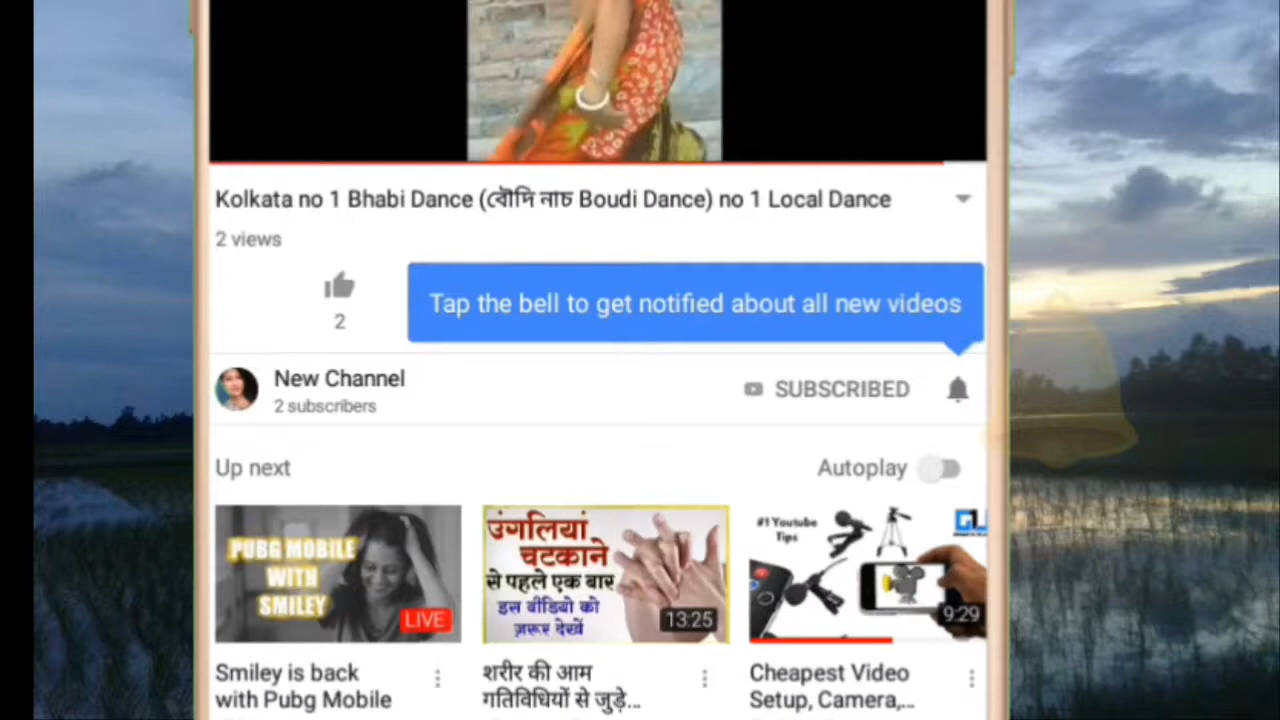 Kolkata no 1 Bhabi Dance (বৌদি নাচ Boudi Dance) no 1 Local Dance
2 views
2
Tap the bell to get notified about all new videos
New Channel
2 subscribers
SUBSCRIBED
Up next
Autoplay
PUBG MOBILE
WITH
SMILEY
LIVE
उंगलियां
चटकाने
से पहले एक बार
इस वीडियो को
ज़रूर देखें
13:25
#1 Youtube
Tips
9:29
Smiley is back
with Pubg Mobile
शरीर की आम
गतिविधियों से जुड़े...
Cheapest Video
Setup, Camera,...